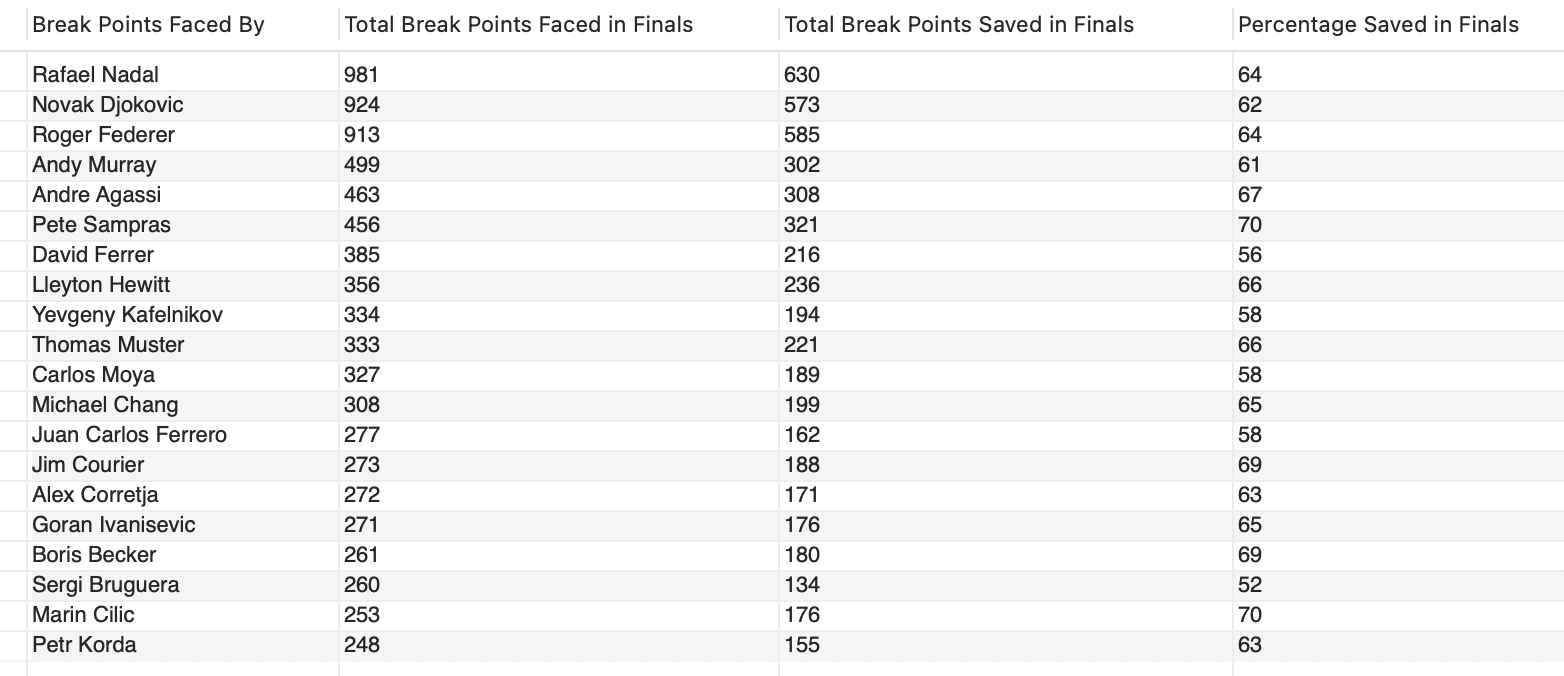 Break Points Faced By Total Break Points Faced in Finals Total Break Points Saved in Finals Percentage Saved in Finals
Rafael Nadal 981 630 64
Novak Djokovic 924 573 62
Roger Federer 913 585 64
Andy Murray 499 302 61
Andre Agassi 463 308 67
Pete Sampras 456 321 70
David Ferrer 385 216 56
Lleyton Hewitt 356 236 66
Yevgeny Kafelnikov 334 194 58
Thomas Muster 333 221 66
Carlos Moya 327 189 58
Michael Chang 308 199 65
Juan Carlos Ferrero 277 162 58
Jim Courier 273 188 69
Alex Corretja 272 171 63
Goran Ivanisevic 271 176 65
Boris Becker 261 180 69
Sergi Bruguera 260 134 52
Marin Cilic 253 176 70
Petr Korda 248 155 63